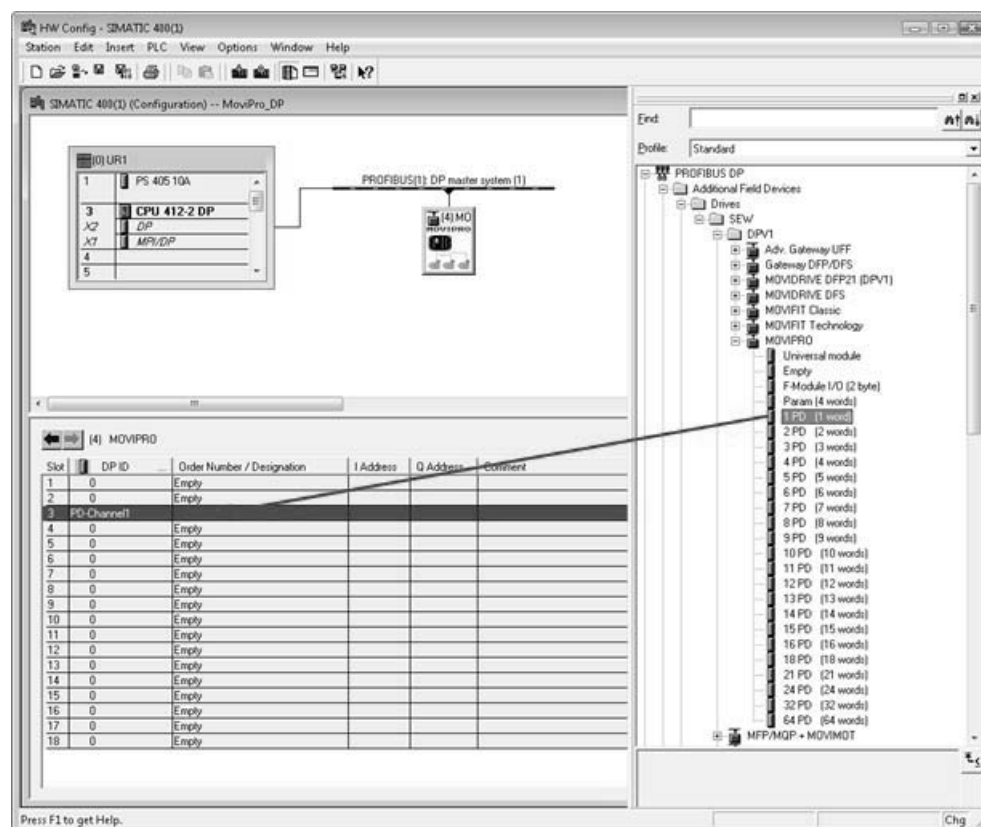 HW Config - SIMATIC 400(1)
Station Edit Insert PLC View Options Window Help
SIMATIC 400(1) (Configuration) -- MoviPro_DP
(0) UR1
1 PS 405 10A
3 CPU 412-2 DP
X2 DP
X1 MPI/DP
4
5
PROFIBUS(1): DP master system (1)
(4) MO
MOVIPRO
(4) MOVIPRO
Slot DP ID ... Order Number / Designation I Address Q Address Comment
1 0 Empty
2 0 Empty
3 PD-Channel1
4 0 Empty
5 0 Empty
6 0 Empty
7 0 Empty
8 0 Empty
9 0 Empty
10 0 Empty
11 0 Empty
12 0 Empty
13 0 Empty
14 0 Empty
15 0 Empty
16 0 Empty
17 0 Empty
18 0 Empty
Find:
Profile: Standard
PROFIBUS DP
Additional Field Devices
Drives
SEW
DPV1
Adv. Gateway UFF
Gateway DFP/DFS
MOVIDRIVE DFP21 (DPV1)
MOVIDRIVE DFS
MOVIFIT Classic
MOVIFIT Technology
MOVIPRO
Universal module
Empty
F-Module I/O (2 byte)
Param (4 words)
1 PD (1 word)
2 PD (2 words)
3 PD (3 words)
4 PD (4 words)
5 PD (5 words)
6 PD (6 words)
7 PD (7 words)
8 PD (8 words)
9 PD (9 words)
10 PD (10 words)
11 PD (11 words)
12 PD (12 words)
13 PD (13 words)
14 PD (14 words)
15 PD (15 words)
16 PD (16 words)
18 PD (18 words)
21 PD (21 words)
24 PD (24 words)
32 PD (32 words)
64 PD (64 words)
MFP/MQP + MOVIMOT
Press F1 to get Help.
Chg